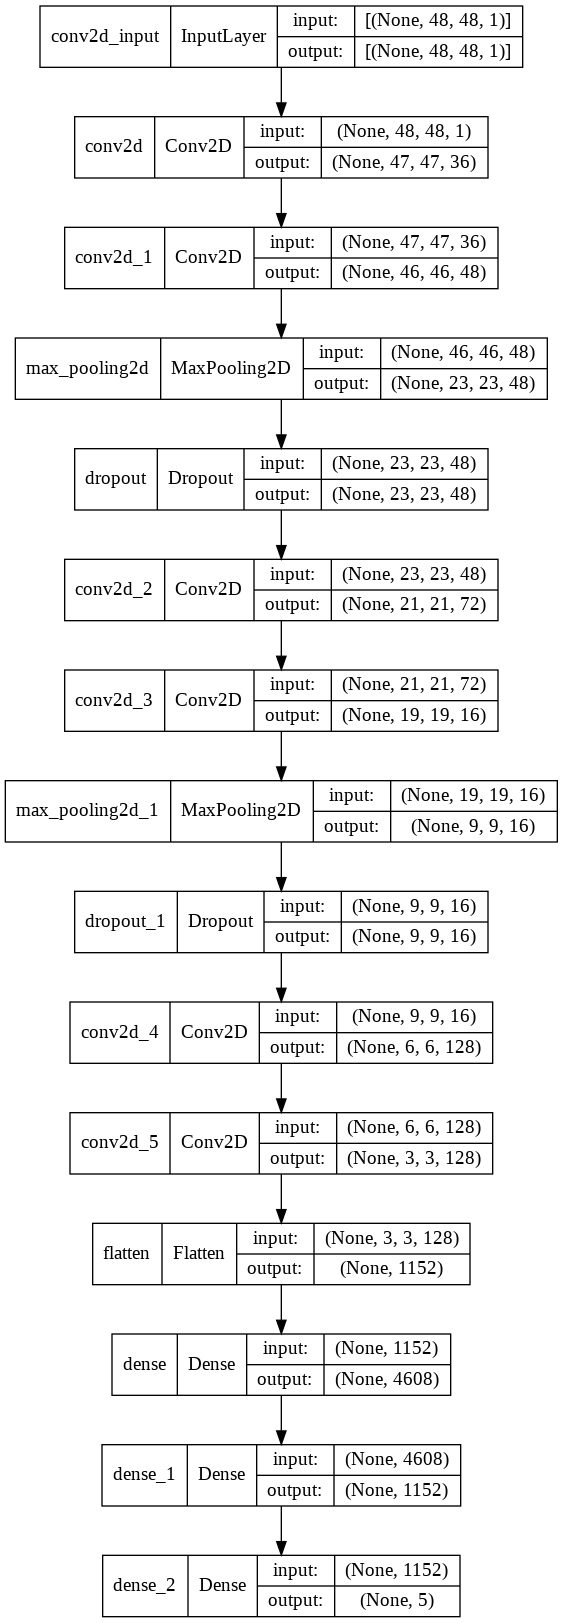 conv2d_input InputLayer input: [(None, 48, 48, 1)]
output: [(None, 48, 48, 1)]
conv2d Conv2D input: (None, 48, 48, 1)
output: (None, 47, 47, 36)
conv2d_1 Conv2D input: (None, 47, 47, 36)
output: (None, 46, 46, 48)
max_pooling2d MaxPooling2D input: (None, 46, 46, 48)
output: (None, 23, 23, 48)
dropout Dropout input: (None, 23, 23, 48)
output: (None, 23, 23, 48)
conv2d_2 Conv2D input: (None, 23, 23, 48)
output: (None, 21, 21, 72)
conv2d_3 Conv2D input: (None, 21, 21, 72)
output: (None, 19, 19, 16)
max_pooling2d_1 MaxPooling2D input: (None, 19, 19, 16)
output: (None, 9, 9, 16)
dropout_1 Dropout input: (None, 9, 9, 16)
output: (None, 9, 9, 16)
conv2d_4 Conv2D input: (None, 9, 9, 16)
output: (None, 6, 6, 128)
conv2d_5 Conv2D input: (None, 6, 6, 128)
output: (None, 3, 3, 128)
flatten Flatten input: (None, 3, 3, 128)
output: (None, 1152)
dense Dense input: (None, 1152)
output: (None, 4608)
dense_1 Dense input: (None, 4608)
output: (None, 1152)
dense_2 Dense input: (None, 1152)
output: (None, 5)